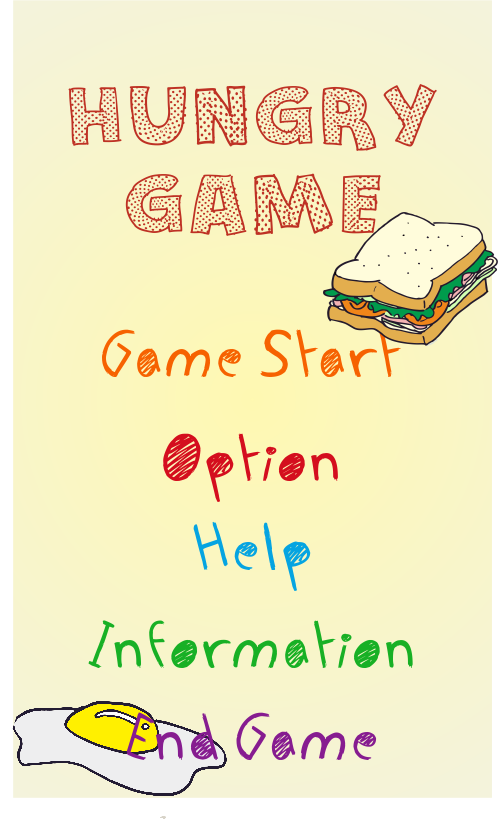 HUNGRY
GAME
Game Start
Option
Help
Information
End Game